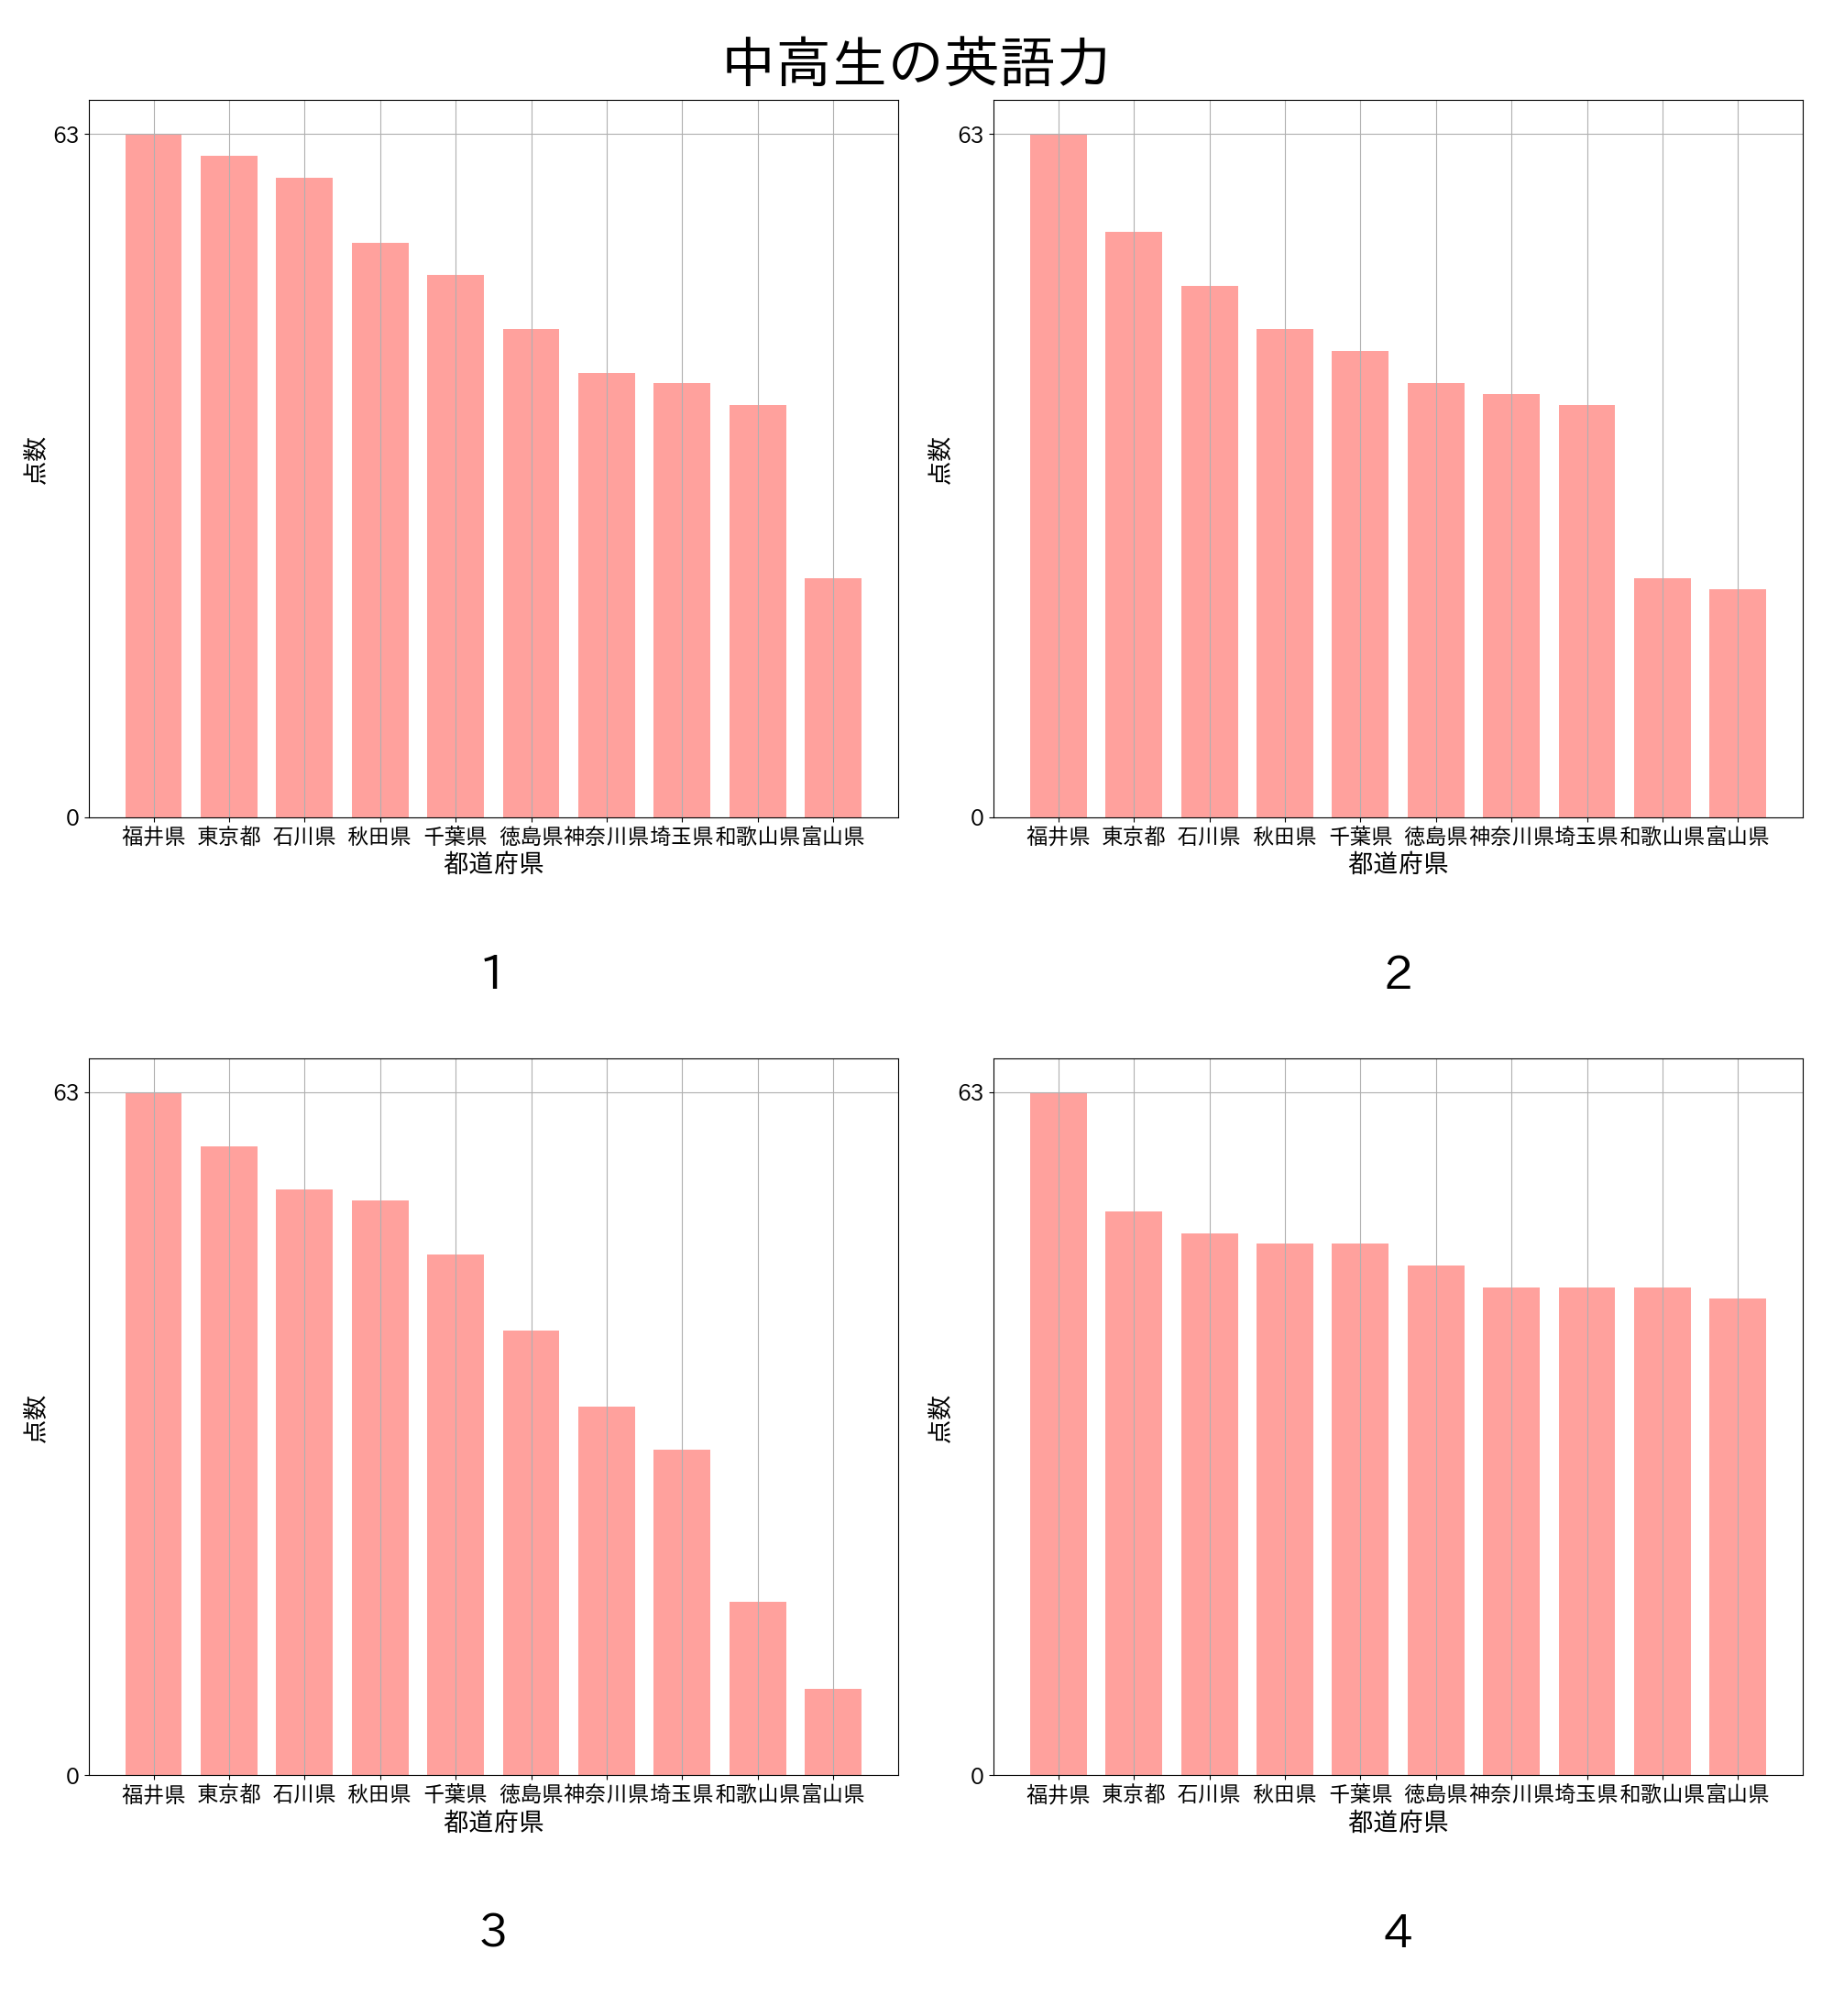 中高生の英語力
63
0
点数
福井県 東京都 石川県 秋田県 千葉県 徳島県 神奈川県 埼玉県 和歌山県 富山県
都道府県
1
63
0
点数
福井県 東京都 石川県 秋田県 千葉県 徳島県 神奈川県 埼玉県 和歌山県 富山県
都道府県
2
63
0
点数
福井県 東京都 石川県 秋田県 千葉県 徳島県 神奈川県 埼玉県 和歌山県 富山県
都道府県
3
63
0
点数
福井県 東京都 石川県 秋田県 千葉県 徳島県 神奈川県 埼玉県 和歌山県 富山県
都道府県
4